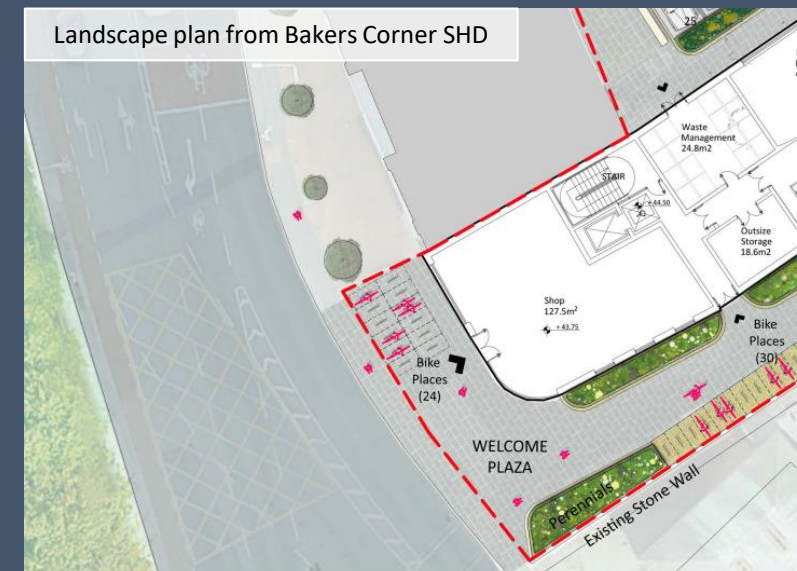 Landscape plan from Bakers Corner SHD
25
Waste
Management
24.8m2
STAIR
+44.50
Outsize
Storage
18.6m2
Shop
127.5m²
+ 43.75
Bike
Places
(30)
Bike
Places
(24)
WELCOME
PLAZA
Perennials
Existing Stone Wall